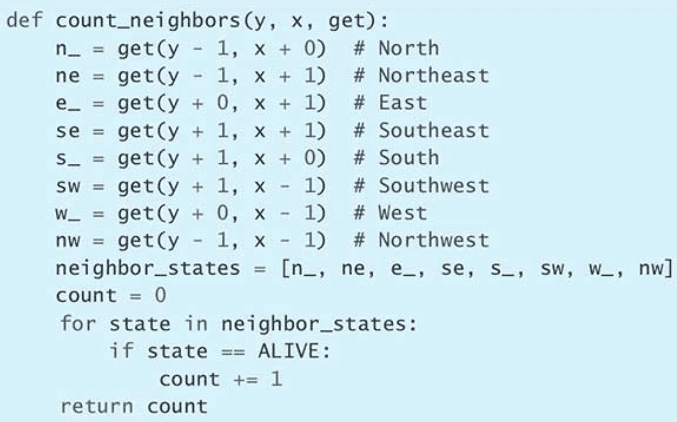 def count_neighbors(y, x, get):
    n_ = get(y - 1, x + 0)  # North
    ne = get(y - 1, x + 1)  # Northeast
    e_ = get(y + 0, x + 1)  # East
    se = get(y + 1, x + 1)  # Southeast
    s_ = get(y + 1, x + 0)  # South
    sw = get(y + 1, x - 1)  # Southwest
    w_ = get(y + 0, x - 1)  # West
    nw = get(y - 1, x - 1)  # Northwest
    neighbor_states = [n_, ne, e_, se, s_, sw, w_, nw]
    count = 0
    for state in neighbor_states:
        if state == ALIVE:
            count += 1
    return count